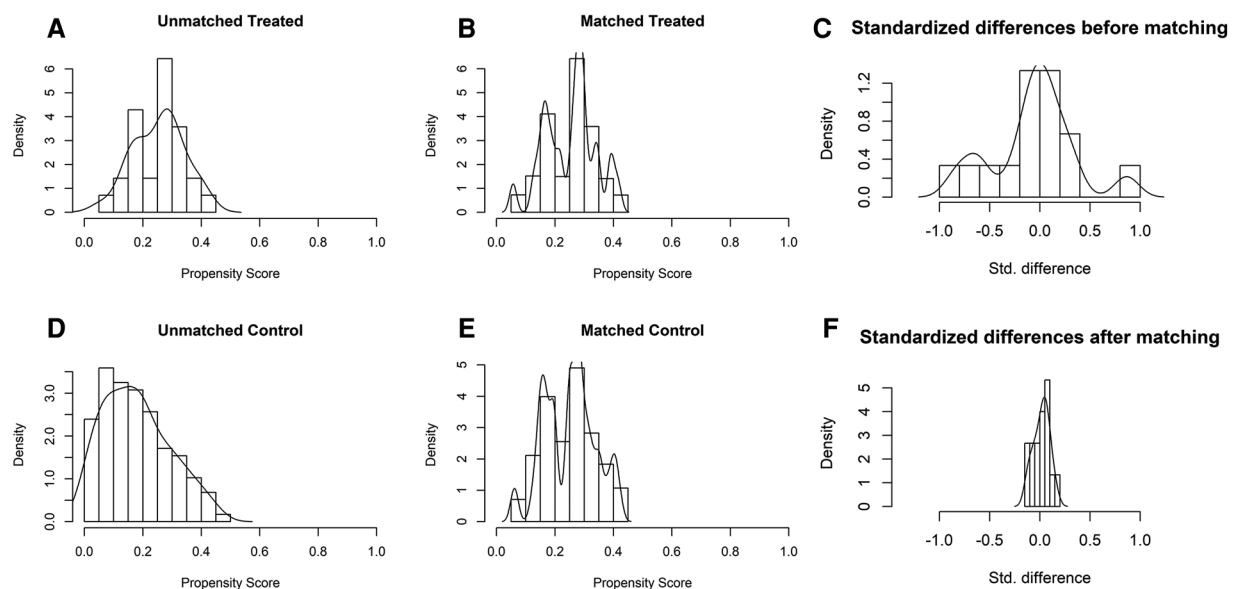 A
Unmatched Treated
Density
0 1 2 3 4 5 6
0.0 0.2 0.4 0.6 0.8 1.0
Propensity Score
B
Matched Treated
Density
0 1 2 3 4 5 6
0.0 0.2 0.4 0.6 0.8 1.0
Propensity Score
C
Standardized differences before matching
Density
0.0 0.4 0.8 1.2
-1.0 -0.5 0.0 0.5 1.0
Std. difference
D
Unmatched Control
Density
0.0 1.0 2.0 3.0
0.0 0.2 0.4 0.6 0.8 1.0
Propensity Score
E
Matched Control
Density
0 1 2 3 4 5
0.0 0.2 0.4 0.6 0.8 1.0
Propensity Score
F
Standardized differences after matching
Density
0 1 2 3 4 5
-1.0 -0.5 0.0 0.5 1.0
Std. difference